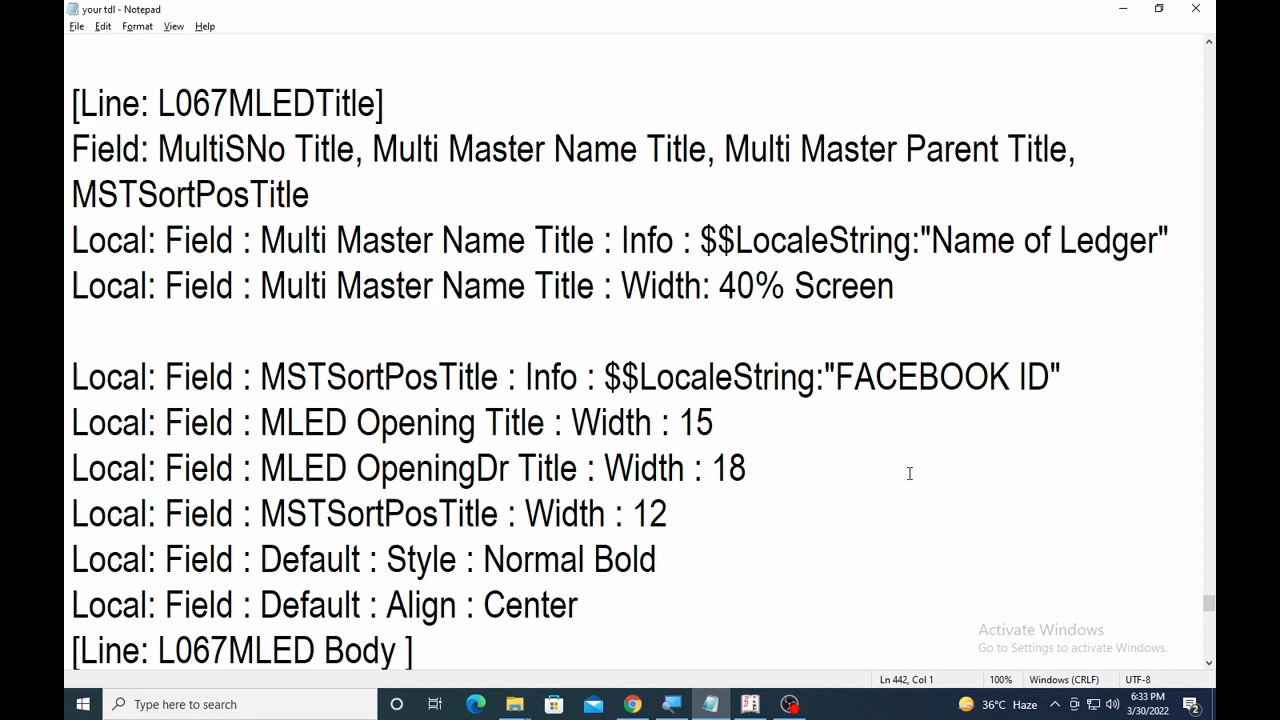 your tdl - Notepad
File Edit Format View Help
[Line: L067MLEDTitle]
Field: MultiSNo Title, Multi Master Name Title, Multi Master Parent Title,
MSTSortPosTitle
Local: Field : Multi Master Name Title : Info : $$LocaleString:"Name of Ledger"
Local: Field : Multi Master Name Title : Width: 40% Screen
Local: Field : MSTSortPosTitle : Info : $$LocaleString:"FACEBOOK ID"
Local: Field : MLED Opening Title : Width : 15
Local: Field : MLED OpeningDr Title : Width : 18
Local: Field : MSTSortPosTitle : Width : 12
Local: Field : Default : Style : Normal Bold
Local: Field : Default : Align : Center
[Line: L067MLED Body ]
Activate Windows
Go to Settings to activate Windows.
Ln 442, Col 1 100% Windows (CRLF) UTF-8
Type here to search
36°C Haze
6:33 PM
3/30/2022
2